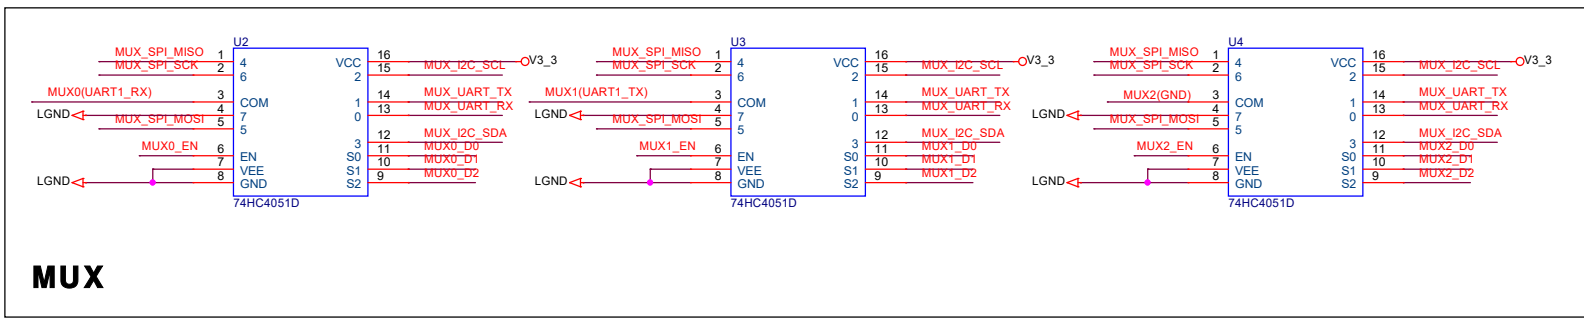 U2
MUX_SPI_MISO 1 4 VCC 16 V3_3
MUX_SPI_SCK 2 6 2 15 MUX_I2C_SCL
MUX0(UART1_RX) 3 COM 1 14 MUX_UART_TX
LGND 4 7 0 13 MUX_UART_RX
MUX_SPI_MOSI 5 5
3 12 MUX_I2C_SDA
MUX0_EN 6 EN S0 11 MUX0_D0
7 VEE S1 10 MUX0_D1
LGND 8 GND S2 9 MUX0_D2
74HC4051D
U3
MUX_SPI_MISO 1 4 VCC 16 V3_3
MUX_SPI_SCK 2 6 2 15 MUX_I2C_SCL
MUX1(UART1_TX) 3 COM 1 14 MUX_UART_TX
LGND 4 7 0 13 MUX_UART_RX
MUX_SPI_MOSI 5 5
3 12 MUX_I2C_SDA
MUX1_EN 6 EN S0 11 MUX1_D0
7 VEE S1 10 MUX1_D1
LGND 8 GND S2 9 MUX1_D2
74HC4051D
U4
MUX_SPI_MISO 1 4 VCC 16 V3_3
MUX_SPI_SCK 2 6 2 15 MUX_I2C_SCL
MUX2(GND) 3 COM 1 14 MUX_UART_TX
LGND 4 7 0 13 MUX_UART_RX
MUX_SPI_MOSI 5 5
3 12 MUX_I2C_SDA
MUX2_EN 6 EN S0 11 MUX2_D0
7 VEE S1 10 MUX2_D1
LGND 8 GND S2 9 MUX2_D2
74HC4051D
MUX